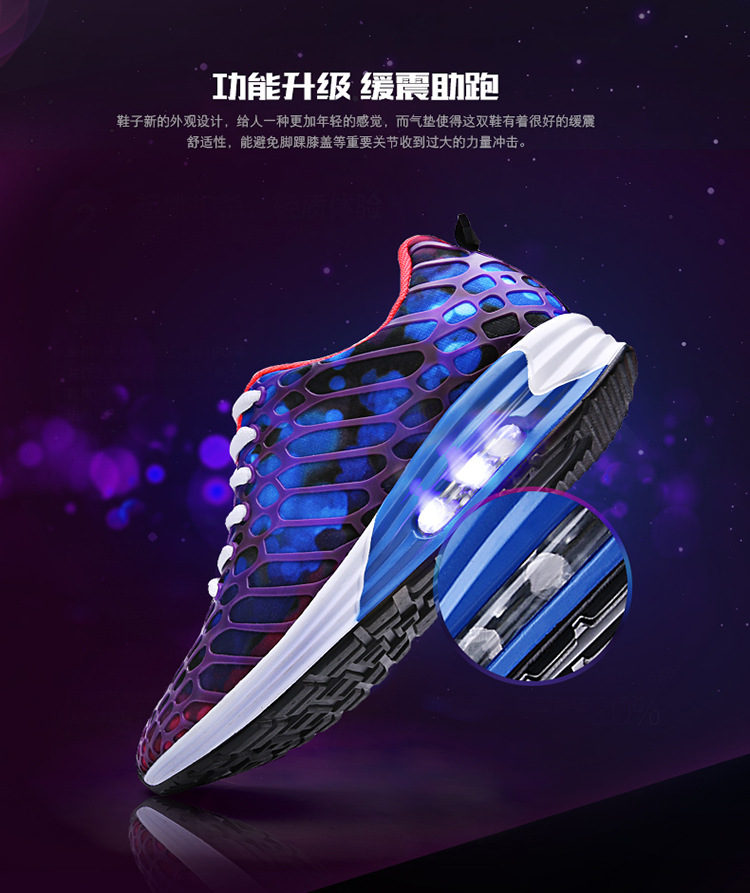 功能升级 缓震助跑
鞋子新的外观设计，给人一种更加年轻的感觉，而气垫使得这双鞋有着很好的缓震
舒适性，能避免脚踝膝盖等重要关节收到过大的力量冲击。